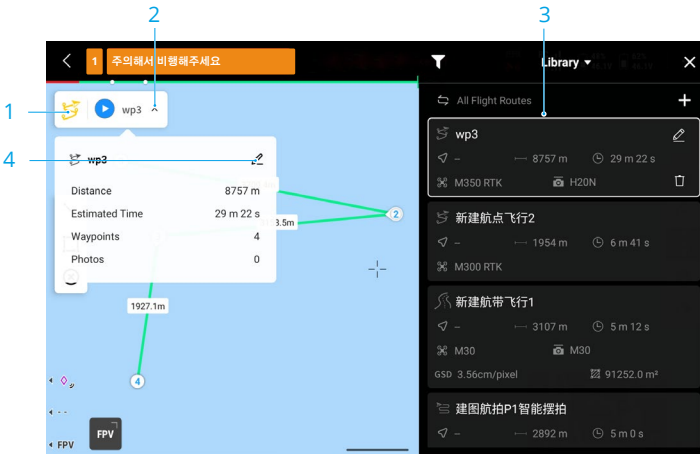 2
3
1
주의해서 비행해주세요
Library
1
wp3
All Flight Routes
4
wp3
Distance 8757 m
Estimated Time 29 m 22 s
Waypoints 4
Photos 0
3.5m
2
1927.1m
4
FPV
FPV
wp3
– 8757 m 29 m 22 s
M350 RTK H20N
新建航点飞行2
– 1954 m 6 m 41 s
M300 RTK
新建航带飞行1
– 3107 m 5 m 12 s
M30 M30
GSD 3.56cm/pixel 91252.0 m²
建图航拍P1智能摆拍
– 2892 m 5 m 0 s